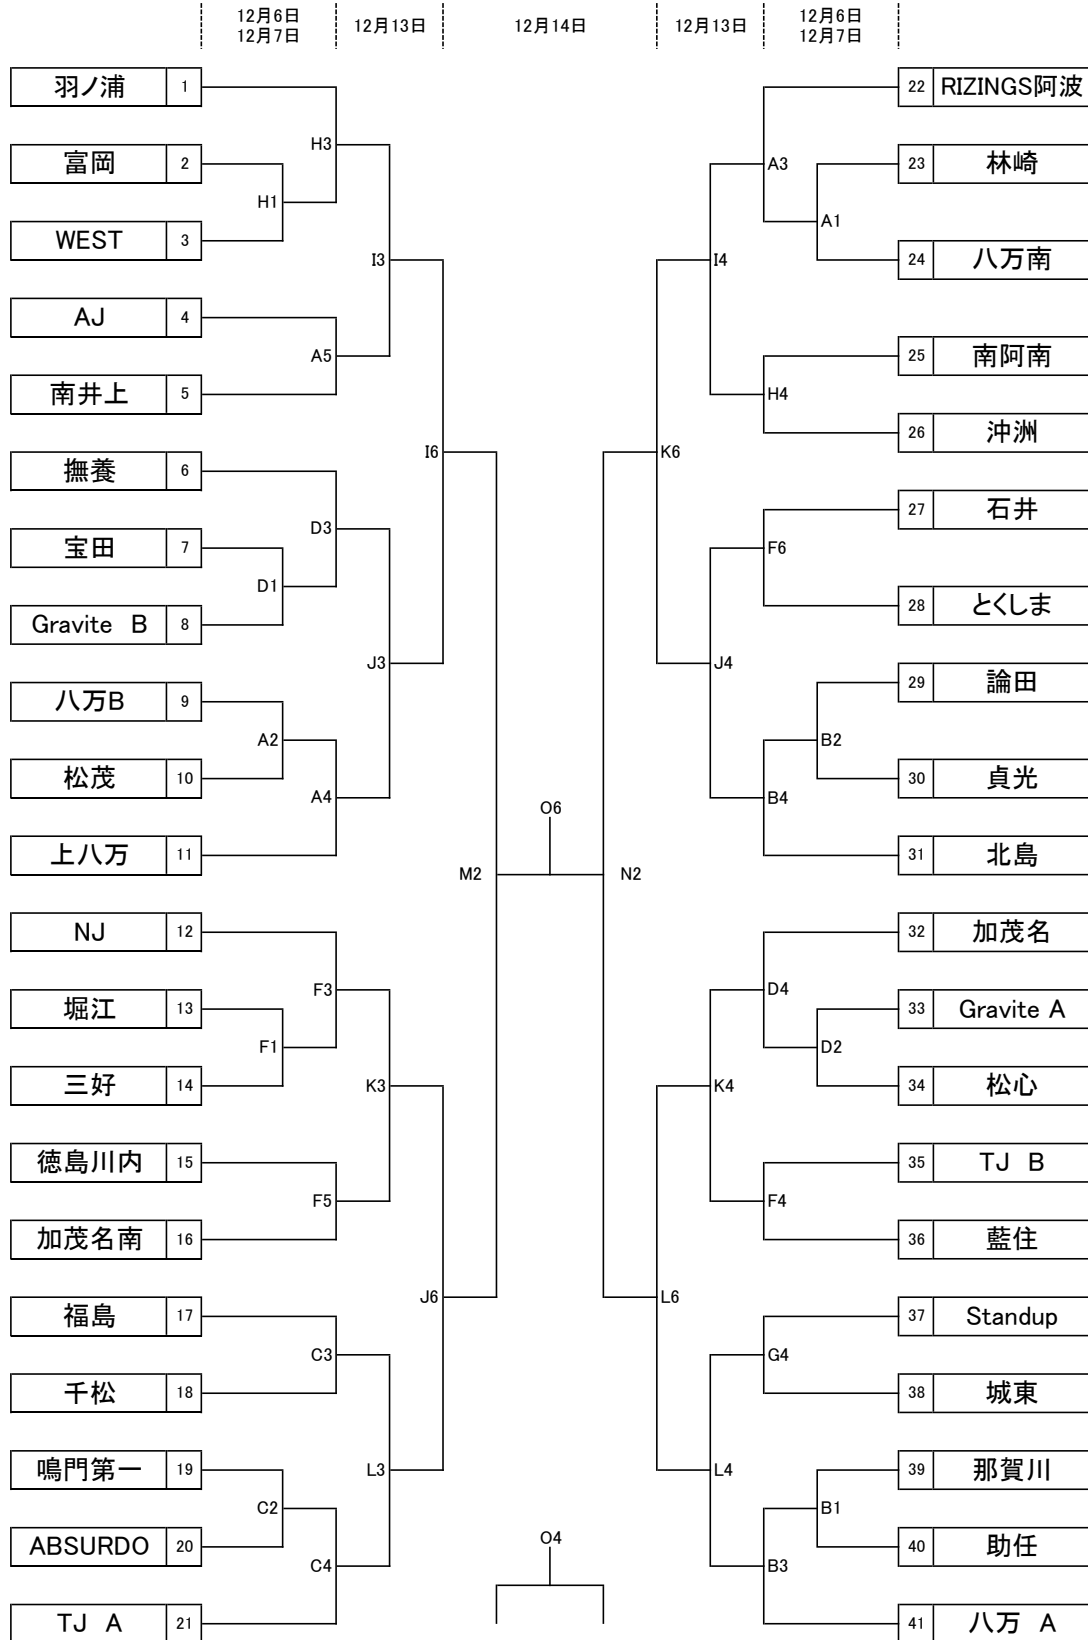 12月6日
12月7日
12月13日
12月14日
12月13日
12月6日
12月7日
羽ノ浦 1
富岡 2
WEST 3
AJ 4
南井上 5
撫養 6
宝田 7
Gravite B 8
八万B 9
松茂 10
上八万 11
NJ 12
堀江 13
三好 14
徳島川内 15
加茂名南 16
福島 17
千松 18
鳴門第一 19
ABSURDO 20
TJ A 21
H3
H1
A5
D3
D1
A2
A4
F3
F1
F5
C3
C2
C4
I3
J3
K3
L3
I6
J6
M2
O6
N2
O4
K6
L6
I4
J4
K4
L4
A3
A1
H4
F6
B2
B4
D4
D2
F4
G4
B1
B3
22 RIZINGS阿波
23 林崎
24 八万南
25 南阿南
26 沖洲
27 石井
28 とくしま
29 論田
30 貞光
31 北島
32 加茂名
33 Gravite A
34 松心
35 TJ B
36 藍住
37 Standup
38 城東
39 那賀川
40 助任
41 八万 A